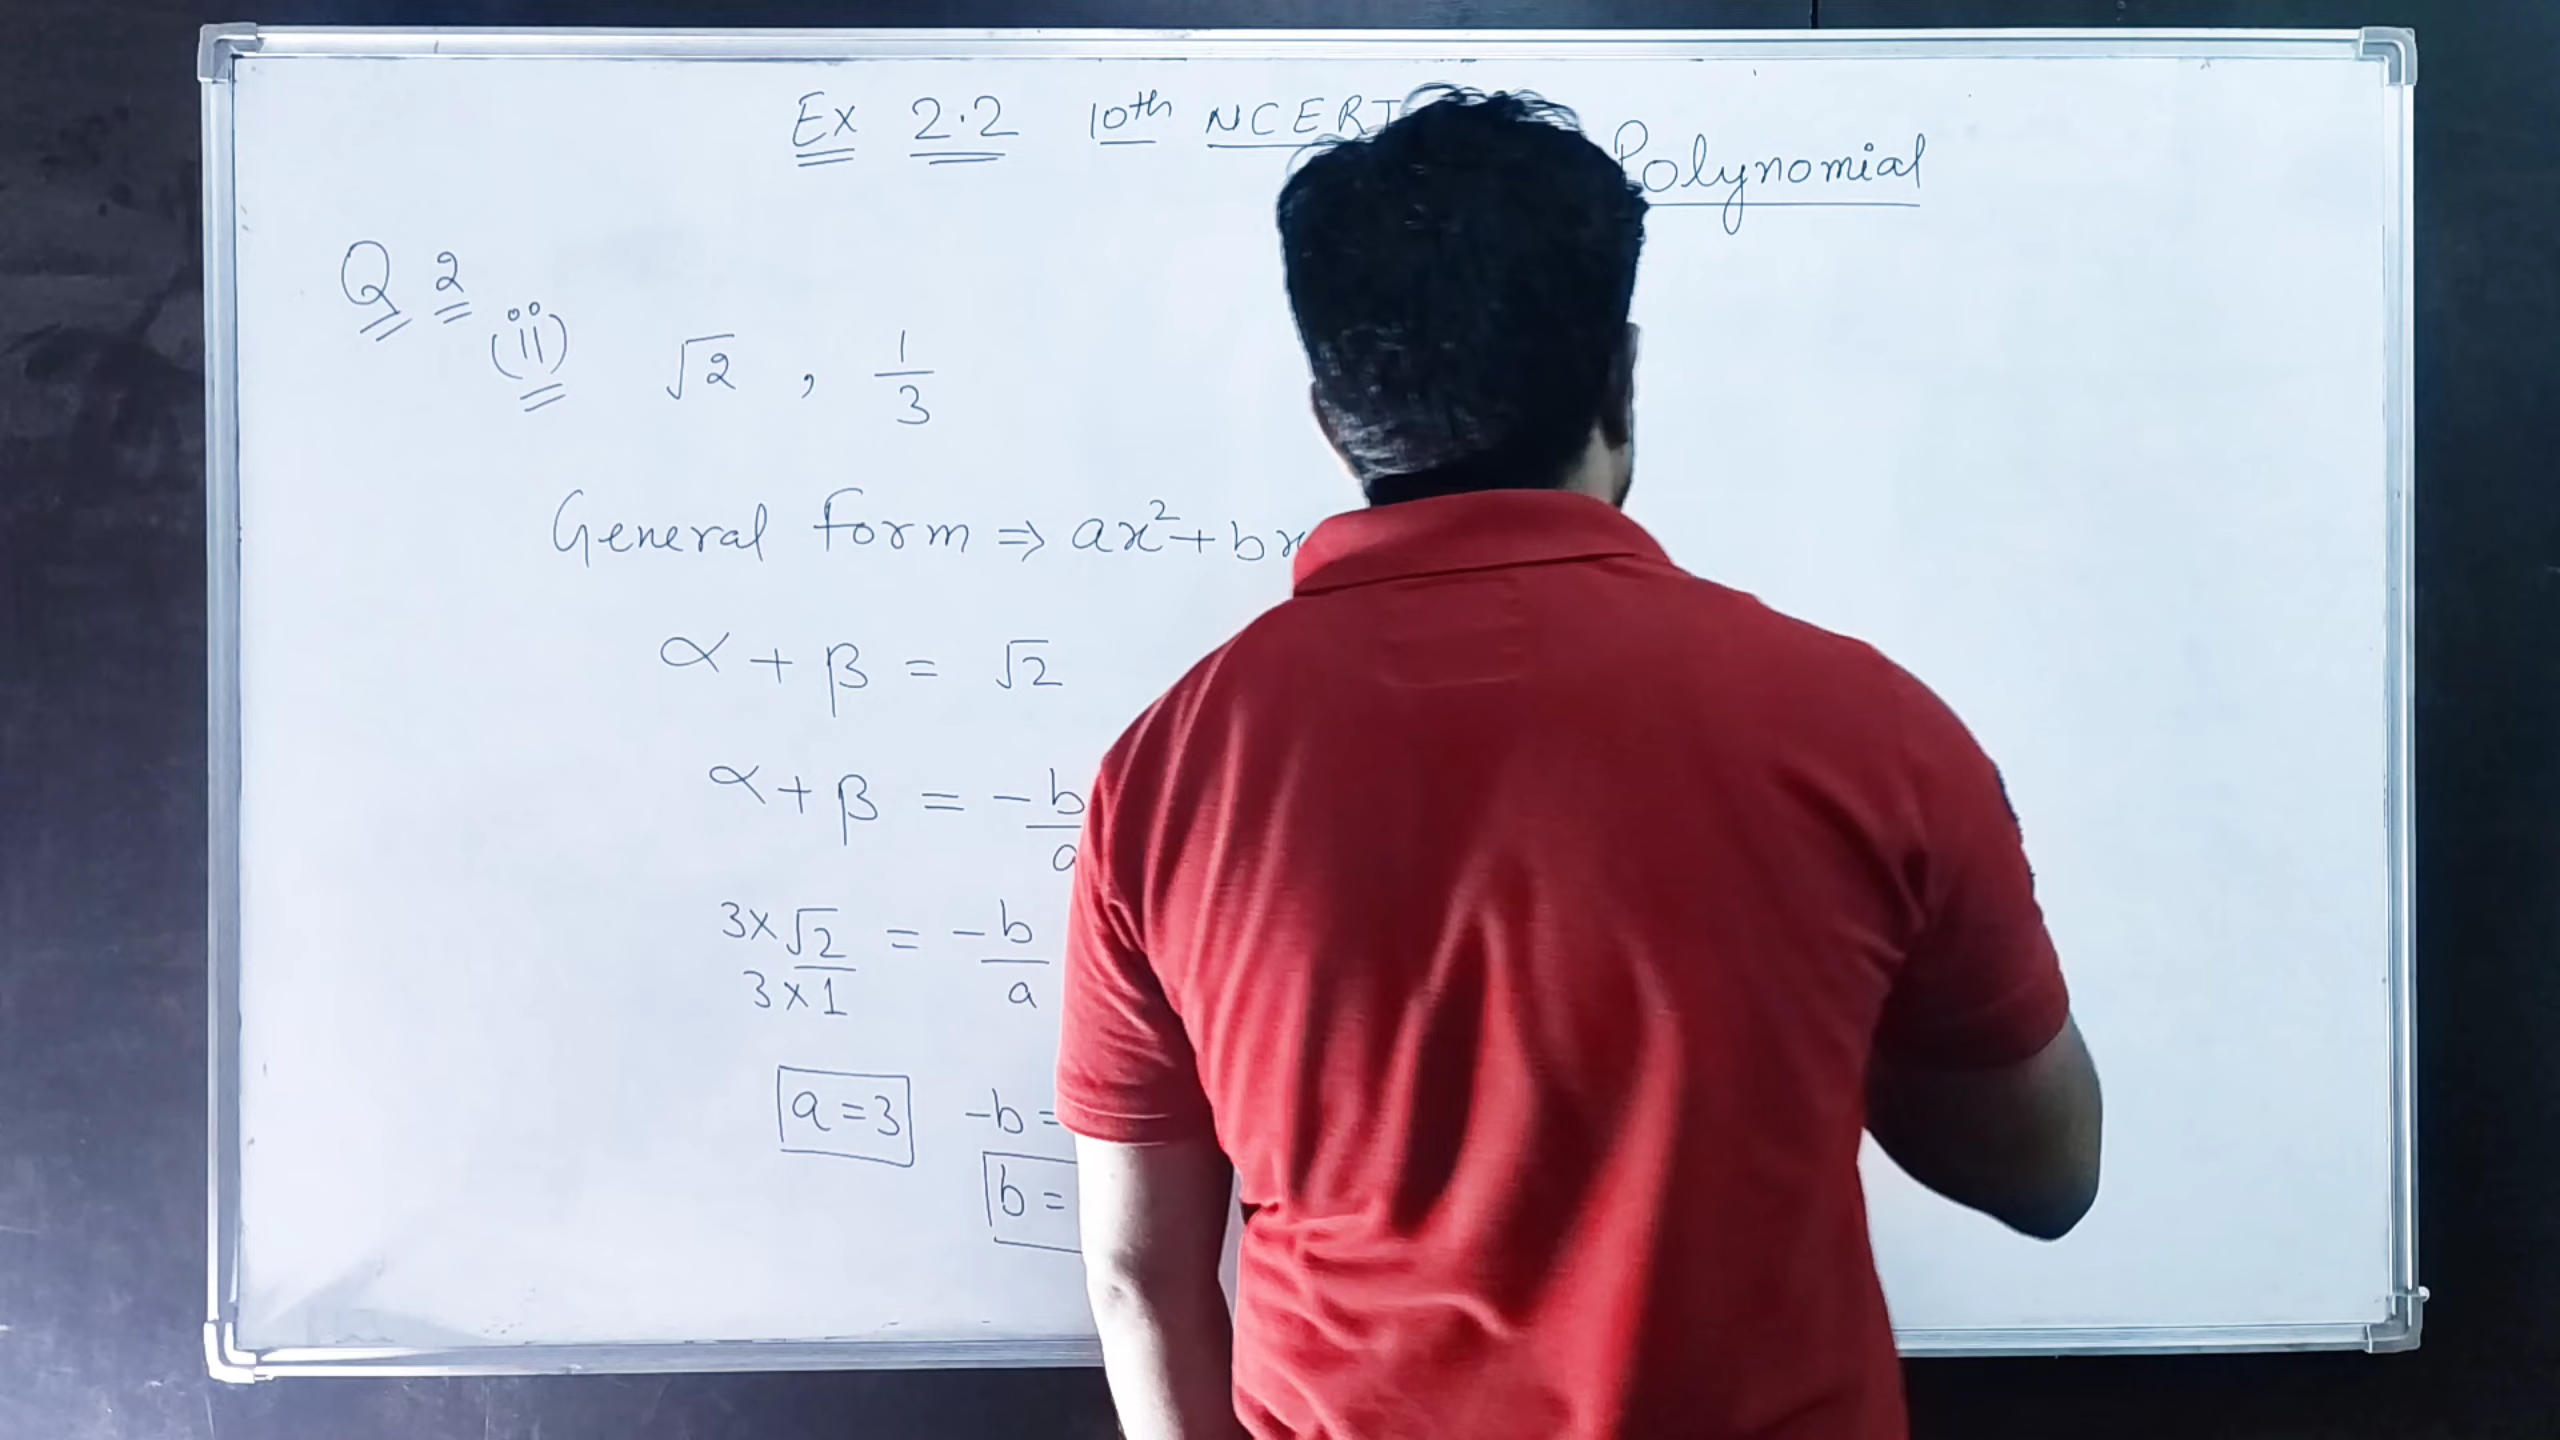 Ex 2.2 10th NCERT
Polynomial
Q 2
(ii) √2 , 1/3
General form ⇒ ax²+bx
α + β = √2
α + β = -b/a
3×√2/3×1 = -b/a
a=3 -b=
b=